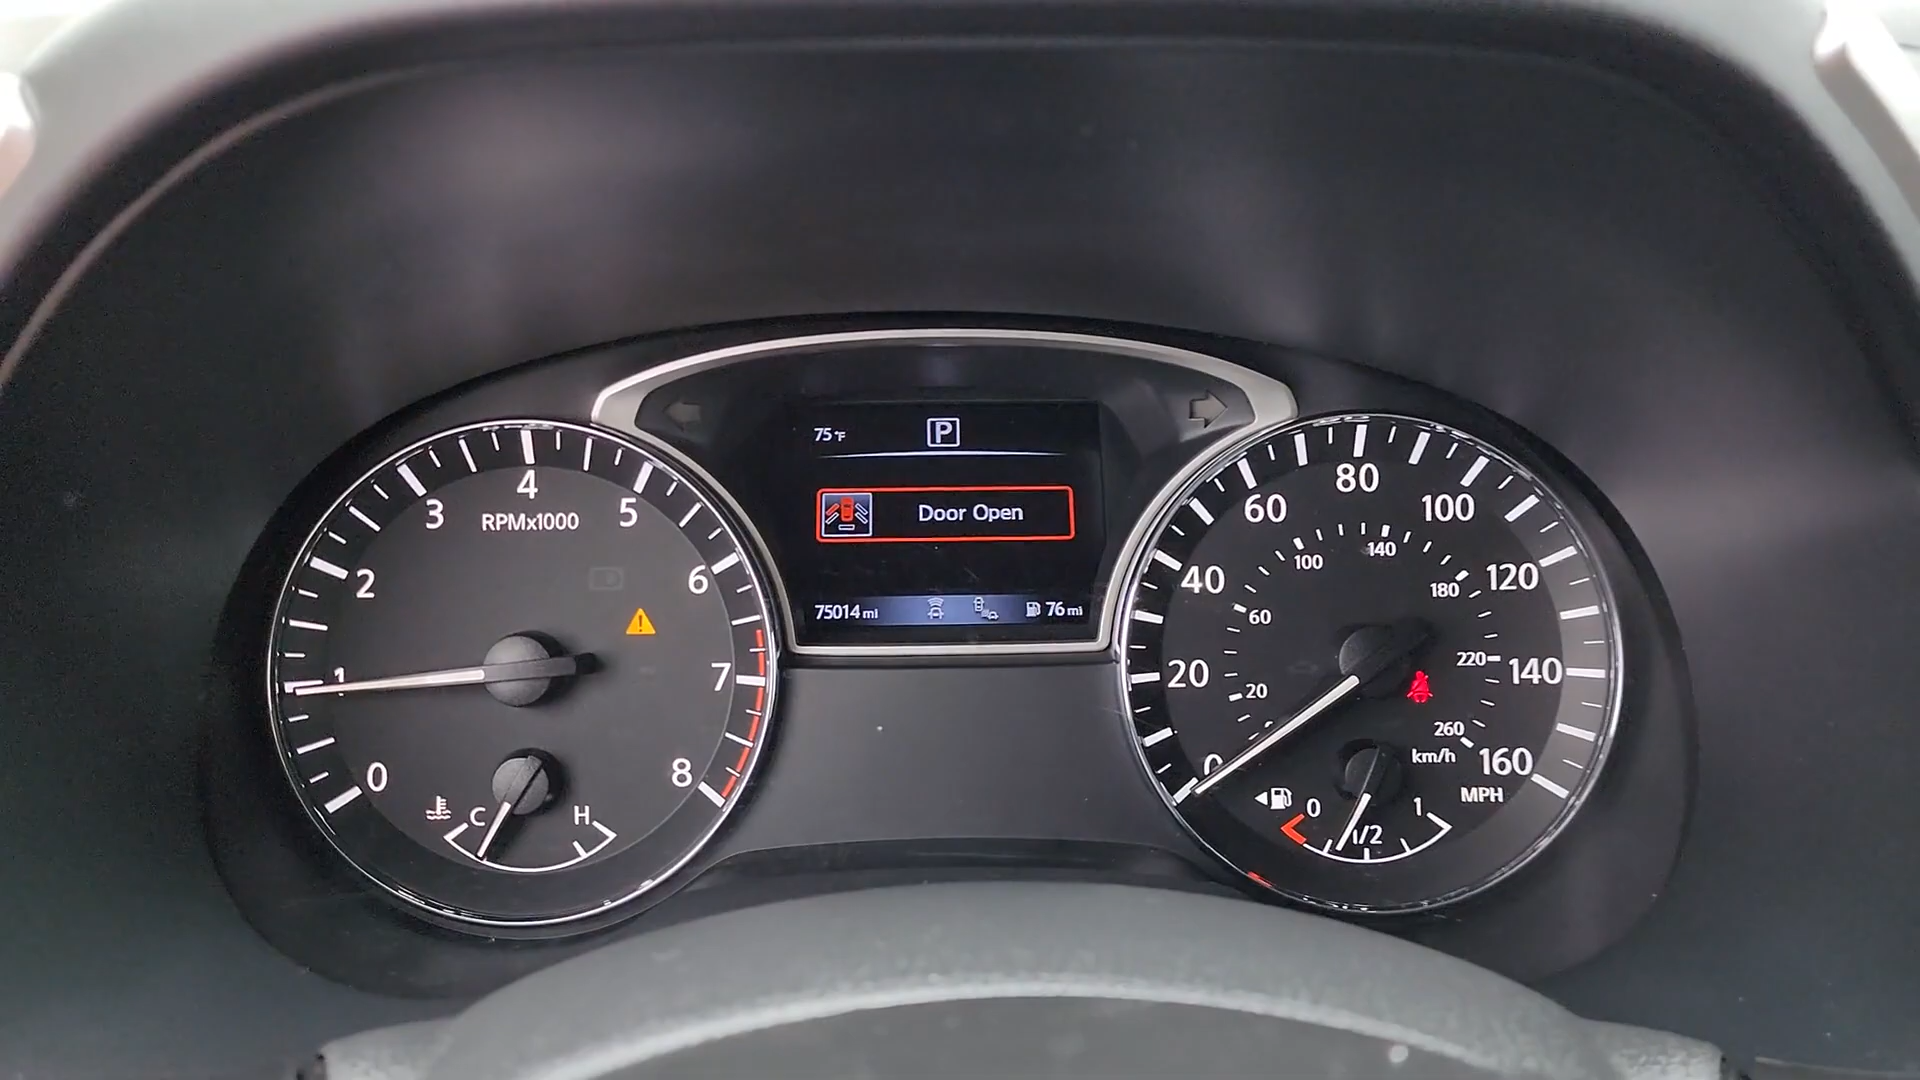 75°F P
Door Open
75014 mi 76 mi
0 1 2 3 4 5 6 7 8
RPMx1000
C H
0 20 40 60 80 100 120 140 160
20 60 100 140 180 220 260
km/h
MPH
0 1/2 1